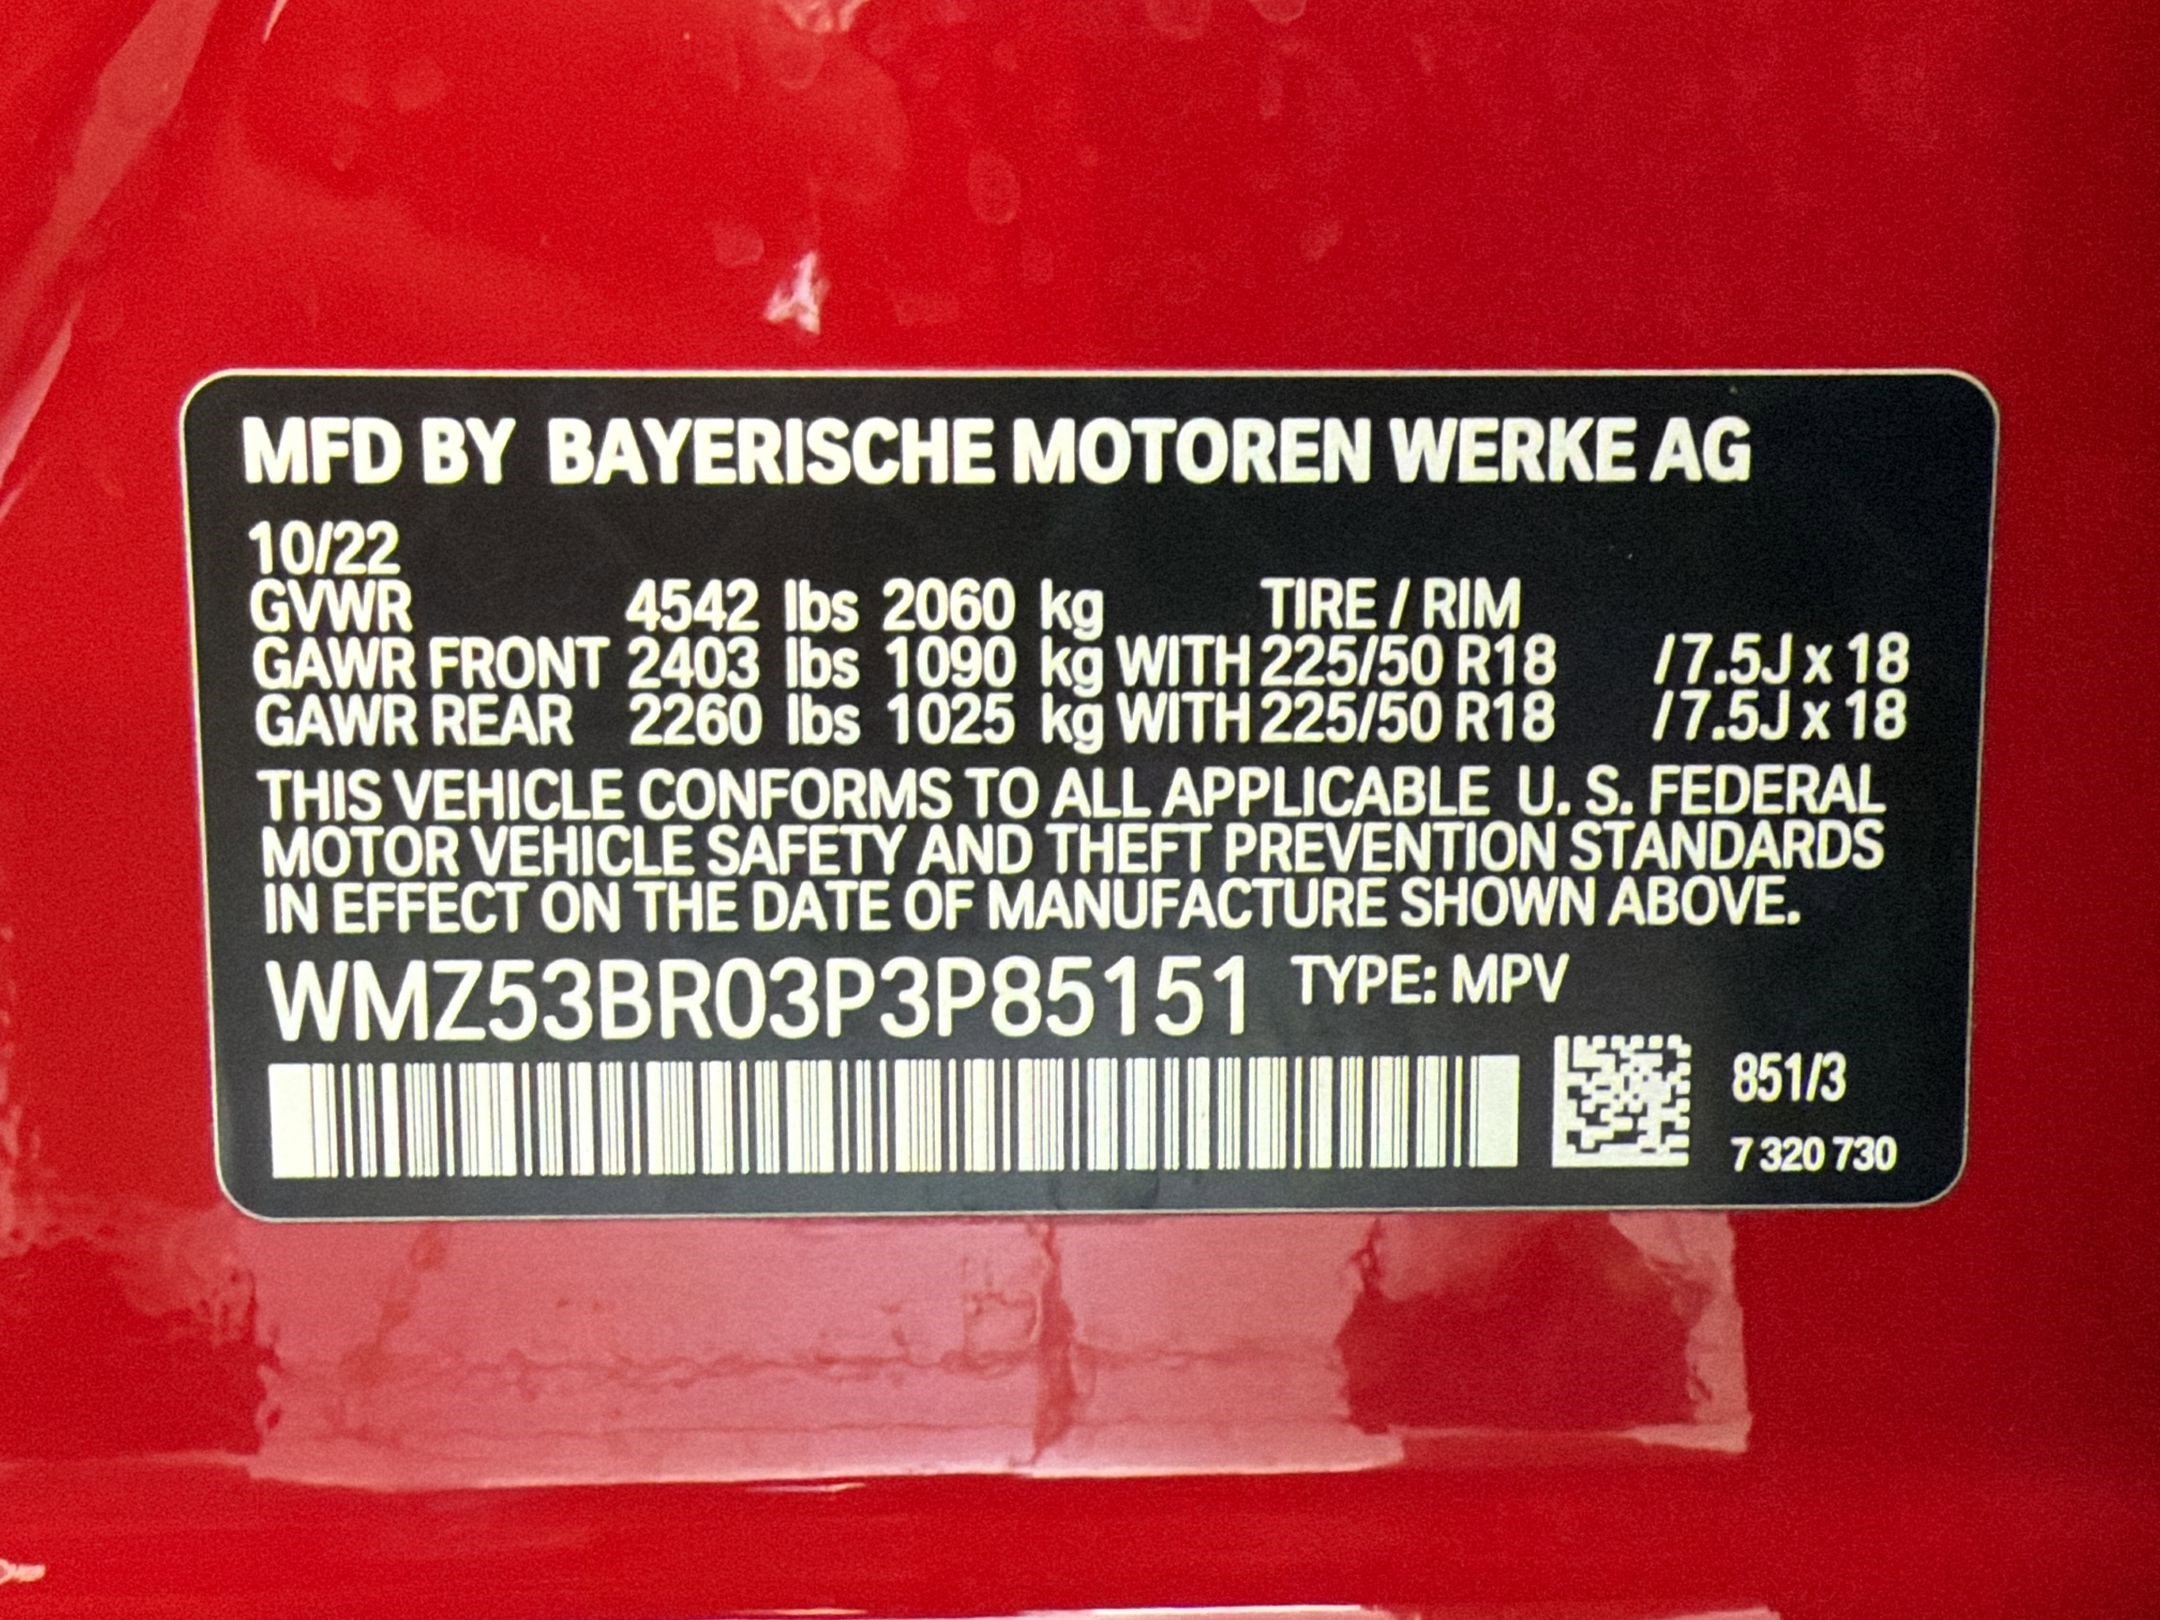 MFD BY BAYERISCHE MOTOREN WERKE AG
10/22
GVWR 4542 lbs 2060 kg TIRE / RIM
GAWR FRONT 2403 lbs 1090 kg WITH 225/50 R18 / 7.5J x 18
GAWR REAR 2260 lbs 1025 kg WITH 225/50 R18 / 7.5J x 18
THIS VEHICLE CONFORMS TO ALL APPLICABLE U. S. FEDERAL
MOTOR VEHICLE SAFETY AND THEFT PREVENTION STANDARDS
IN EFFECT ON THE DATE OF MANUFACTURE SHOWN ABOVE.
WMZ53BR03P3P85151 TYPE: MPV
851/3
7 320 730